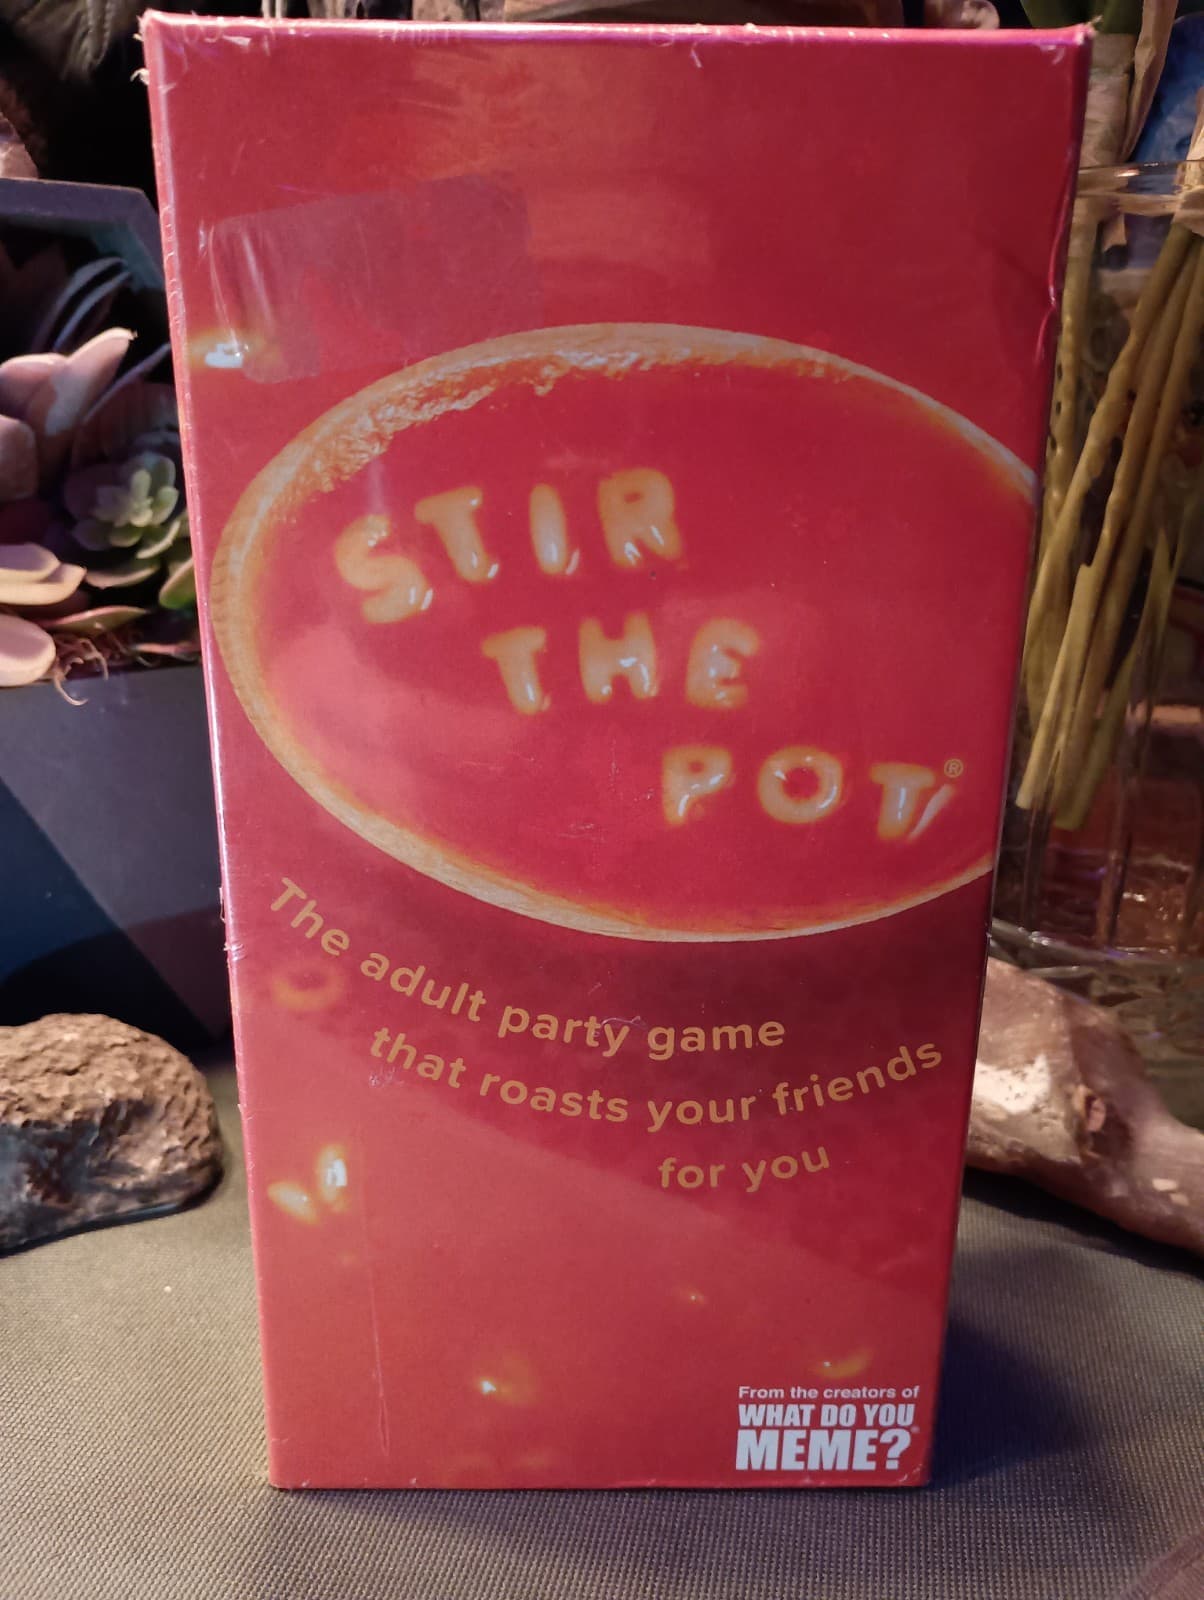 STIR
THE
POT®
The adult party game
that roasts your friends
for you
From the creators of
WHAT DO YOU
MEME?®